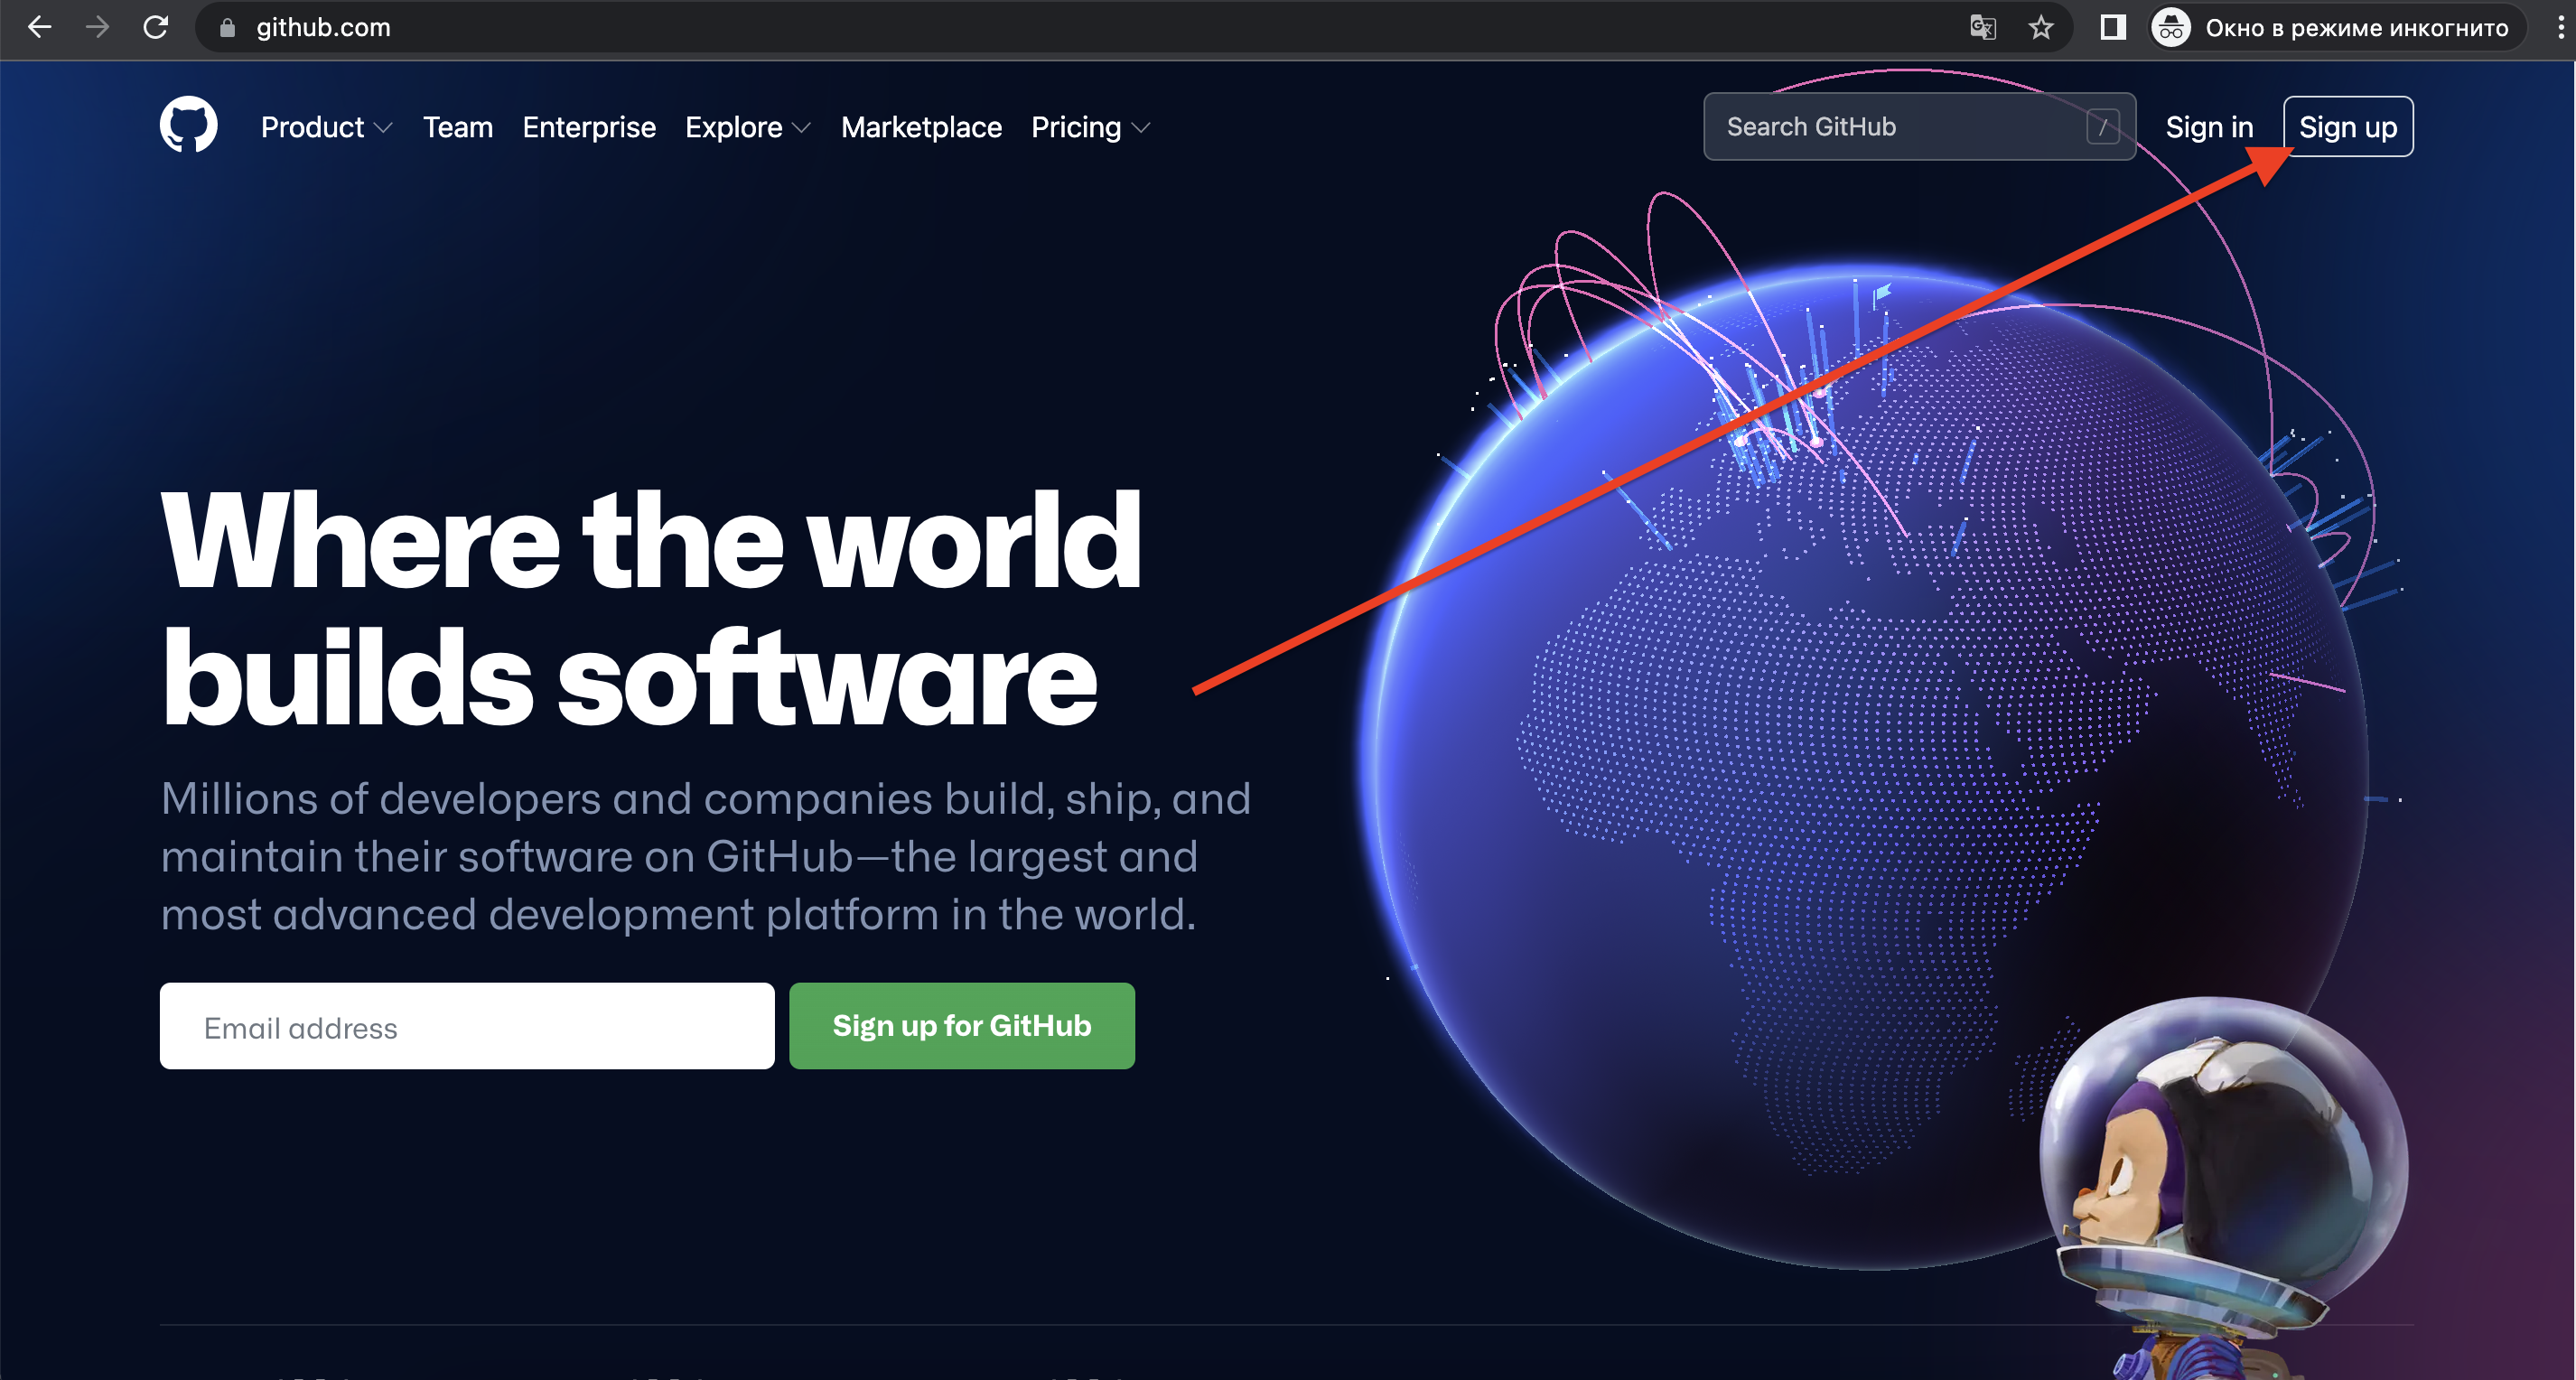 github.com
Окно в режиме инкогнито
Product Team Enterprise Explore Marketplace Pricing
Search GitHub /
Sign in
Sign up
Where the world
builds software
Millions of developers and companies build, ship, and
maintain their software on GitHub—the largest and
most advanced development platform in the world.
Email address
Sign up for GitHub